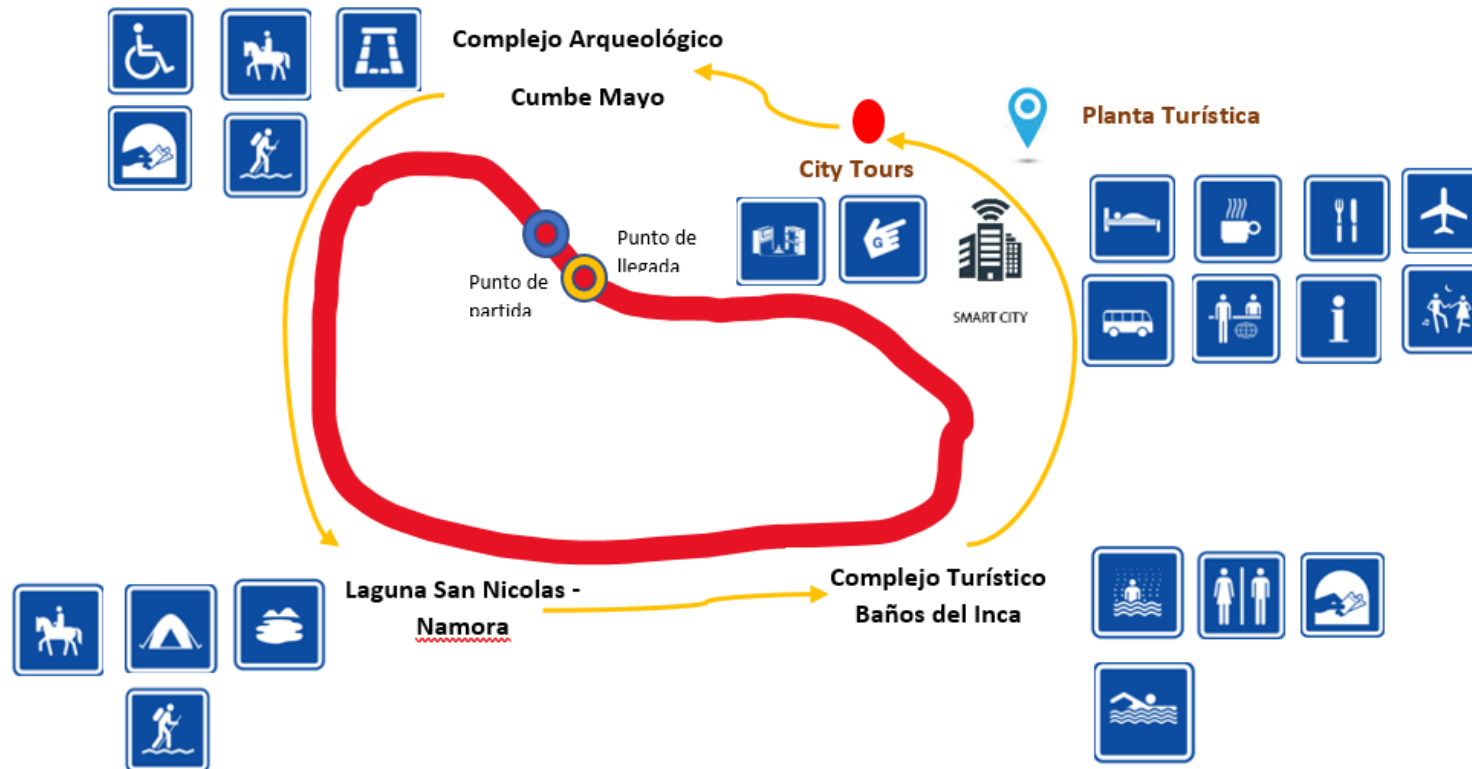 Complejo Arqueológico
Cumbe Mayo
Planta Turística
City Tours
Punto de
llegada
Punto de
partida
G
SMART CITY
i
Laguna San Nicolas -
Namora
Complejo Turístico
Baños del Inca